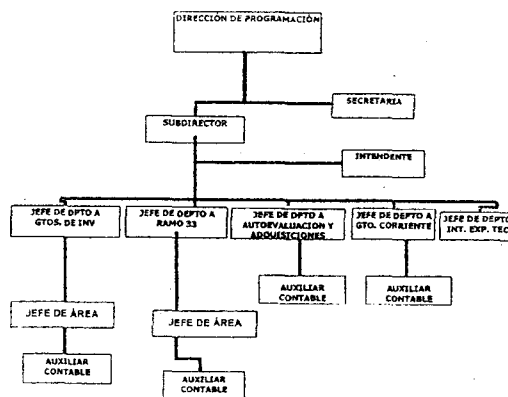 DIRECCIÓN DE PROGRAMACIÓN
SECRETARIA
SUBDIRECTOR
INTENDENTE
JEFE DE DPTO A
GTOS. DE INV
JEFE DE DEPTO A
RAMO 33
JEFE DE DPTO A
AUTOEVALUACION Y
ADQUISICIONES
JEFE DE DEPTO A
GTO. CORRIENTE
JEFE DE DEPTO
INT. EXP. TEC
AUXILIAR
CONTABLE
AUXILIAR
CONTABLE
JEFE DE ÁREA
JEFE DE ÁREA
AUXILIAR
CONTABLE
AUXILIAR
CONTABLE